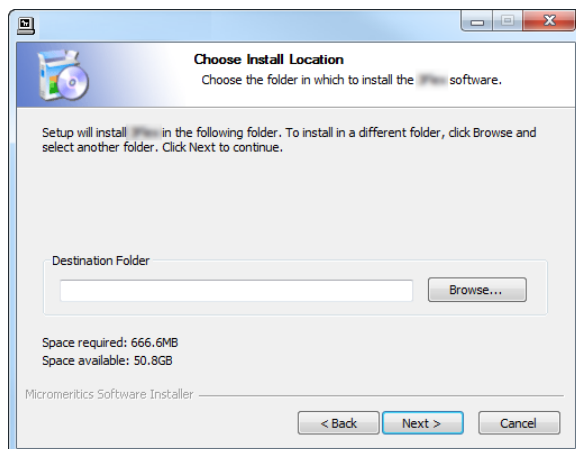 Choose Install Location
Choose the folder in which to install the software.
Setup will install in the following folder. To install in a different folder, click Browse and
select another folder. Click Next to continue.
Destination Folder
Browse...
Space required: 666.6MB
Space available: 50.8GB
Micromeritics Software Installer
< Back Next > Cancel